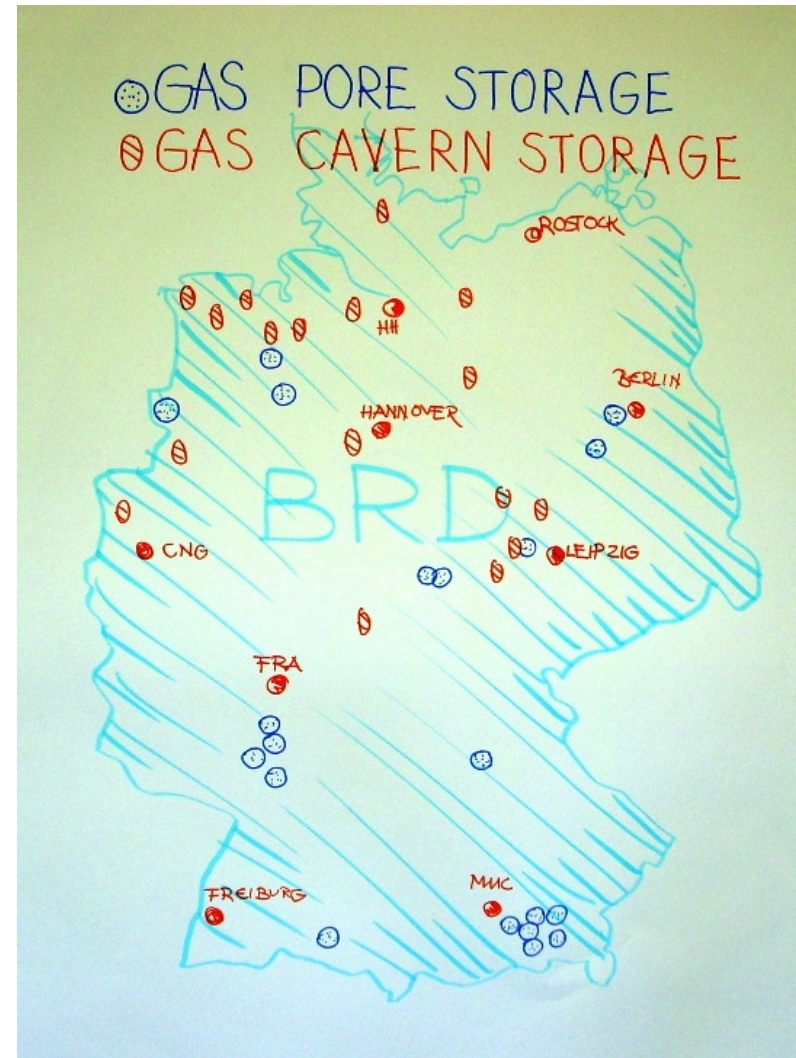 GAS PORE STORAGE
GAS CAVERN STORAGE
ROSTOCK
HH
BERLIN
HANNOVER
BRD
CNG
LEIPZIG
FRA
MUC
FREIBURG